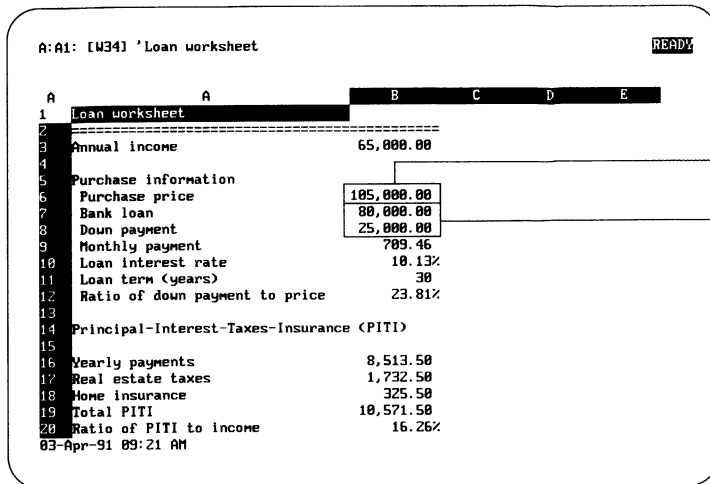 A:A1: [W34] 'Loan worksheet READY
A A B C D E
1 Loan worksheet
2 ========================================
3 Annual income 65,000.00
4
5 Purchase information
6 Purchase price 105,000.00
7 Bank loan 80,000.00
8 Down payment 25,000.00
9 Monthly payment 709.46
10 Loan interest rate 10.13%
11 Loan term (years) 30
12 Ratio of down payment to price 23.81%
13
14 Principal-Interest-Taxes-Insurance (PITI)
15
16 Yearly payments 8,513.50
17 Real estate taxes 1,732.50
18 Home insurance 325.50
19 Total PITI 10,571.50
20 Ratio of PITI to income 16.26%
03-Apr-91 09:21 AM